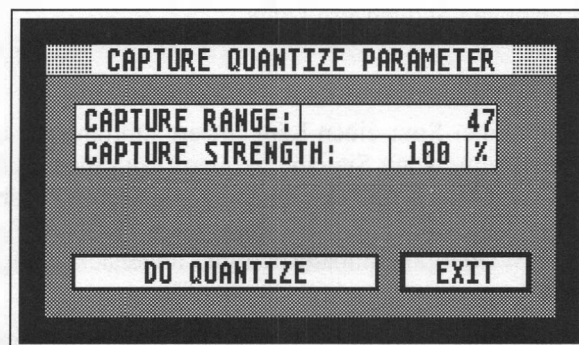 CAPTURE QUANTIZE PARAMETER
CAPTURE RANGE: 47
CAPTURE STRENGTH: 100 %
DO QUANTIZE EXIT